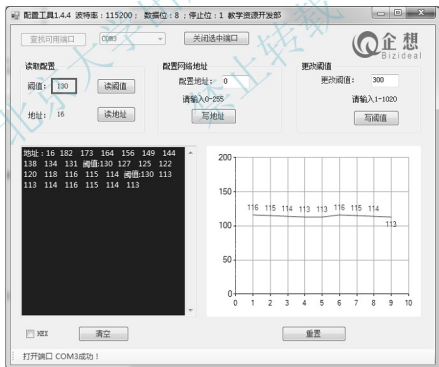 配置工具1.4.4 波特率：115200； 数据位：8 ；停止位：1 教学资源开发部
查找可用端口 COM3 关闭选中端口
企想
Bizideal
读取配置 配置网络地址 更改阈值
阈值： 130 读阈值 配置地址： 0 更改阈值： 300
请输入0-255 请输入1-1020
地址： 16 读地址 写地址 写阈值
地址：16 182 173 164 156 149 144
138 134 131 阈值:130 127 125 122
120 118 116 115 114 阈值:130 113
113 114 116 115 114 113
200
150
116 115 114 113 113 116 115 114
113
100
50
0
0 1 2 3 4 5 6 7 8 9 10
HEX 清空 重置
打开端口 COM3成功！